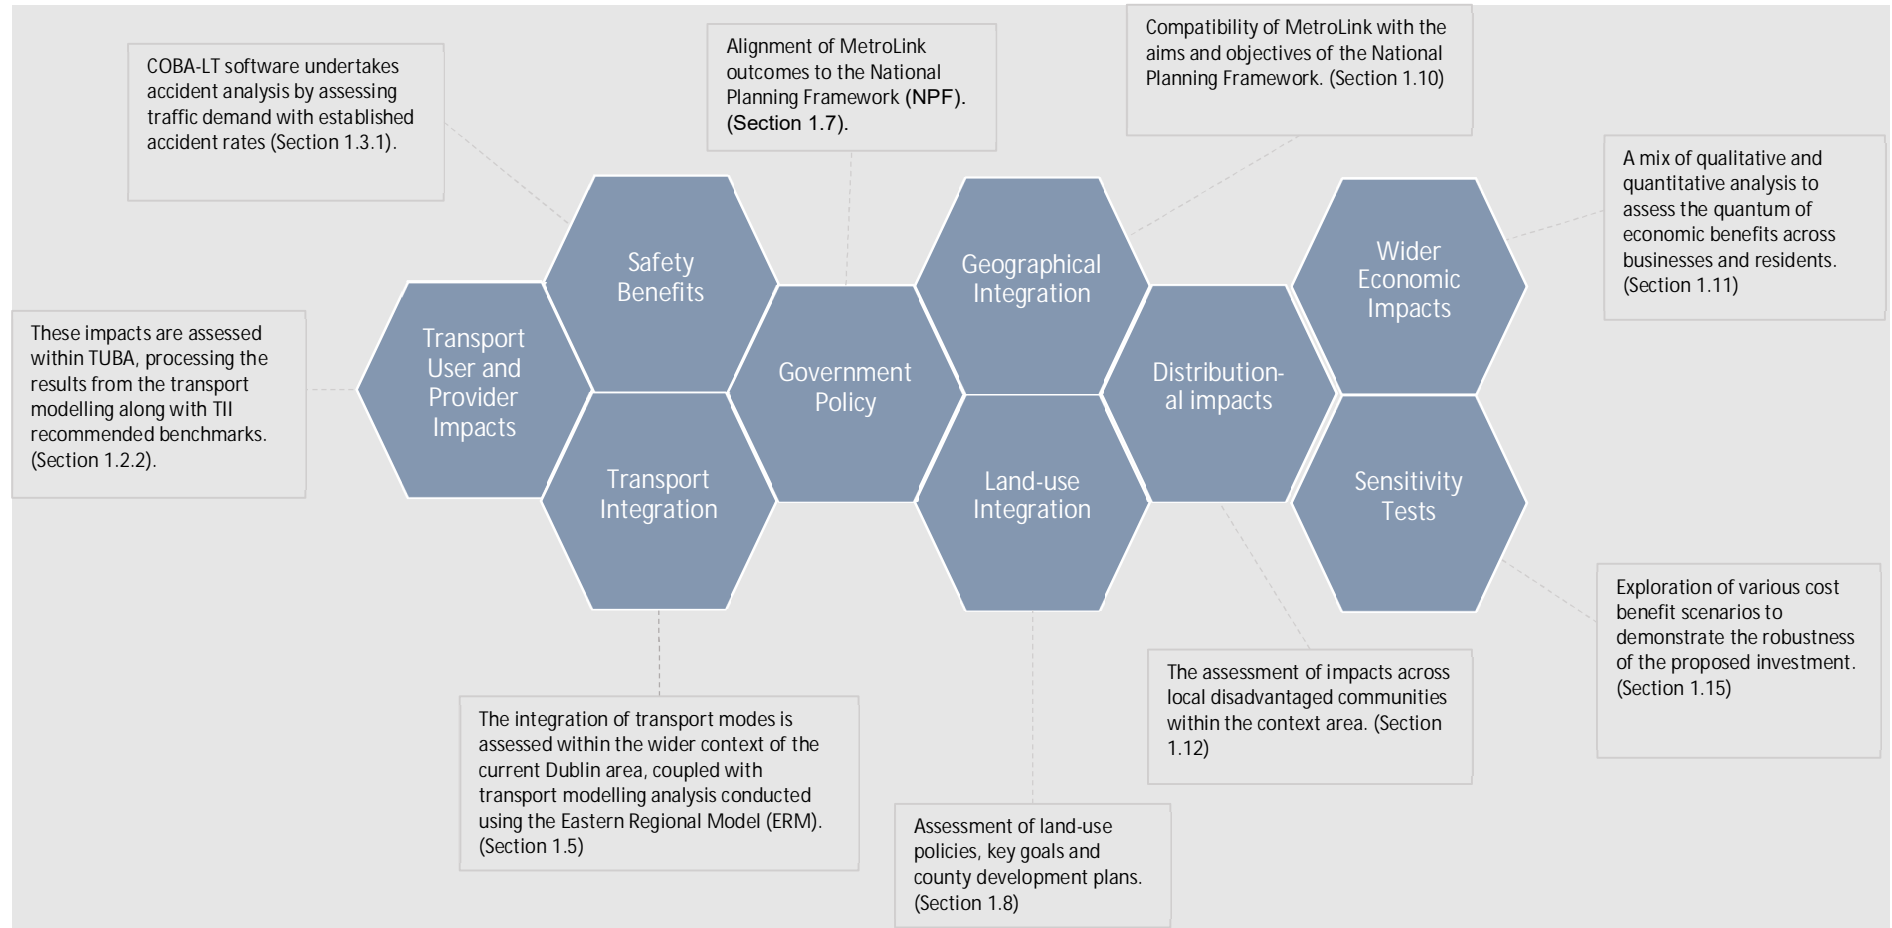 COBA-LT software undertakes
accident analysis by assessing
traffic demand with established
accident rates (Section 1.3.1).
Alignment of MetroLink
outcomes to the National
Planning Framework (NPF).
(Section 1.7).
Compatibility of MetroLink with the
aims and objectives of the National
Planning Framework. (Section 1.10)
A mix of qualitative and
quantitative analysis to
assess the quantum of
economic benefits across
businesses and residents.
(Section 1.11)
These impacts are assessed
within TUBA, processing the
results from the transport
modelling along with TII
recommended benchmarks.
(Section 1.2.2).
Transport
User and
Provider
Impacts
Safety
Benefits
Transport
Integration
Government
Policy
Geographical
Integration
Land-use
Integration
Distribution-
al impacts
Wider
Economic
Impacts
Sensitivity
Tests
The integration of transport modes is
assessed within the wider context of the
current Dublin area, coupled with
transport modelling analysis conducted
using the Eastern Regional Model (ERM).
(Section 1.5)
Assessment of land-use
policies, key goals and
county development plans.
(Section 1.8)
The assessment of impacts across
local disadvantaged communities
within the context area. (Section
1.12)
Exploration of various cost
benefit scenarios to
demonstrate the robustness
of the proposed investment.
(Section 1.15)